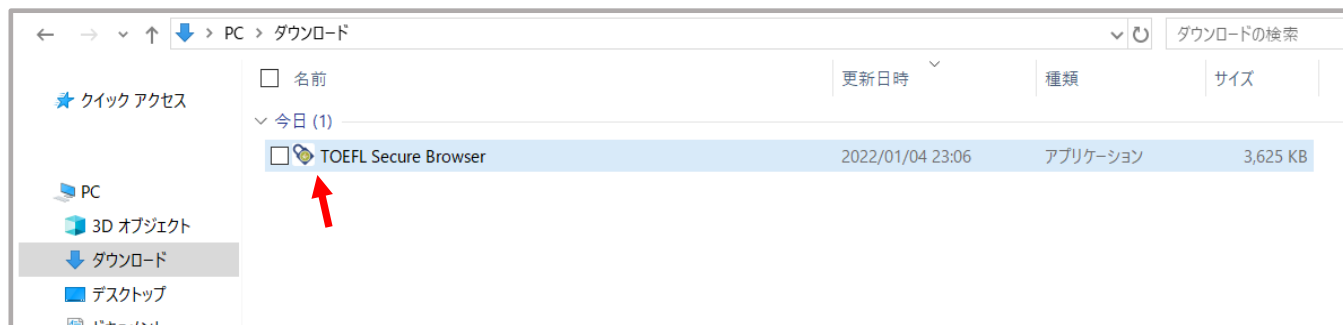 PC > ダウンロード
ダウンロードの検索
クイック アクセス
名前 更新日時 種類 サイズ
今日 (1)
TOEFL Secure Browser 2022/01/04 23:06 アプリケーション 3,625 KB
PC
3D オブジェクト
ダウンロード
デスクトップ